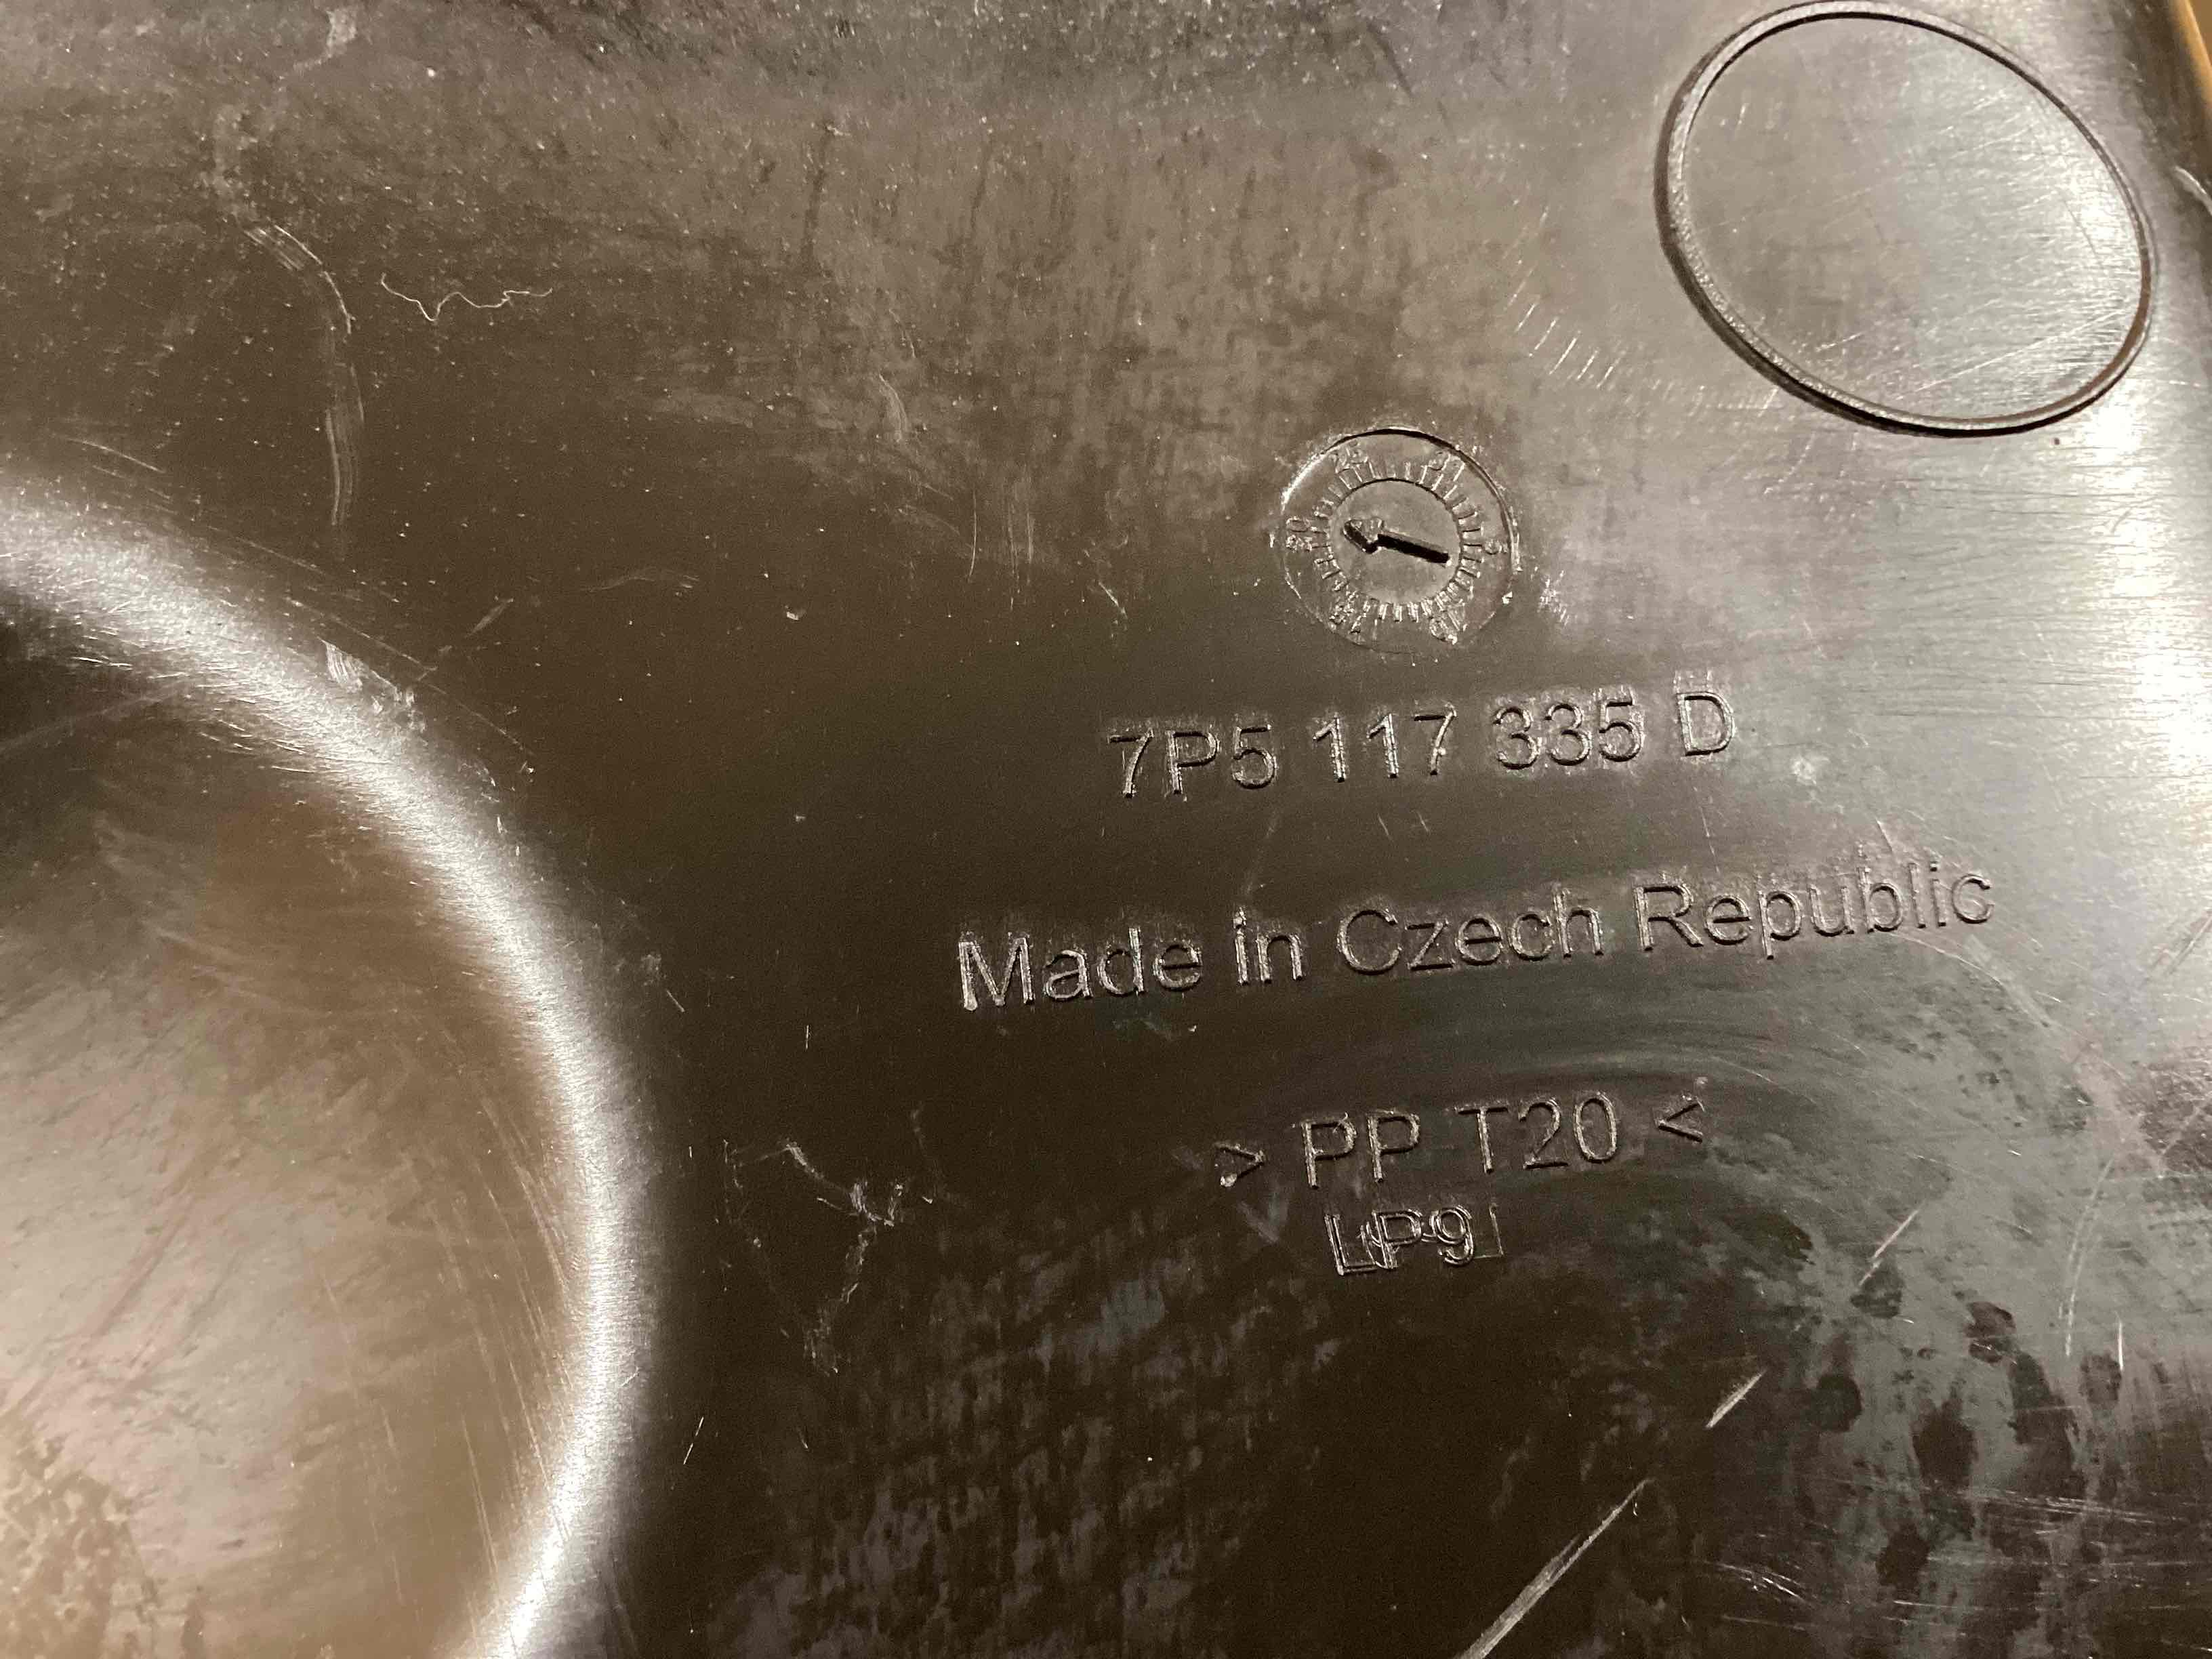 7P5 117 335 D
Made in Czech Republic
> PP T20 <
LP9